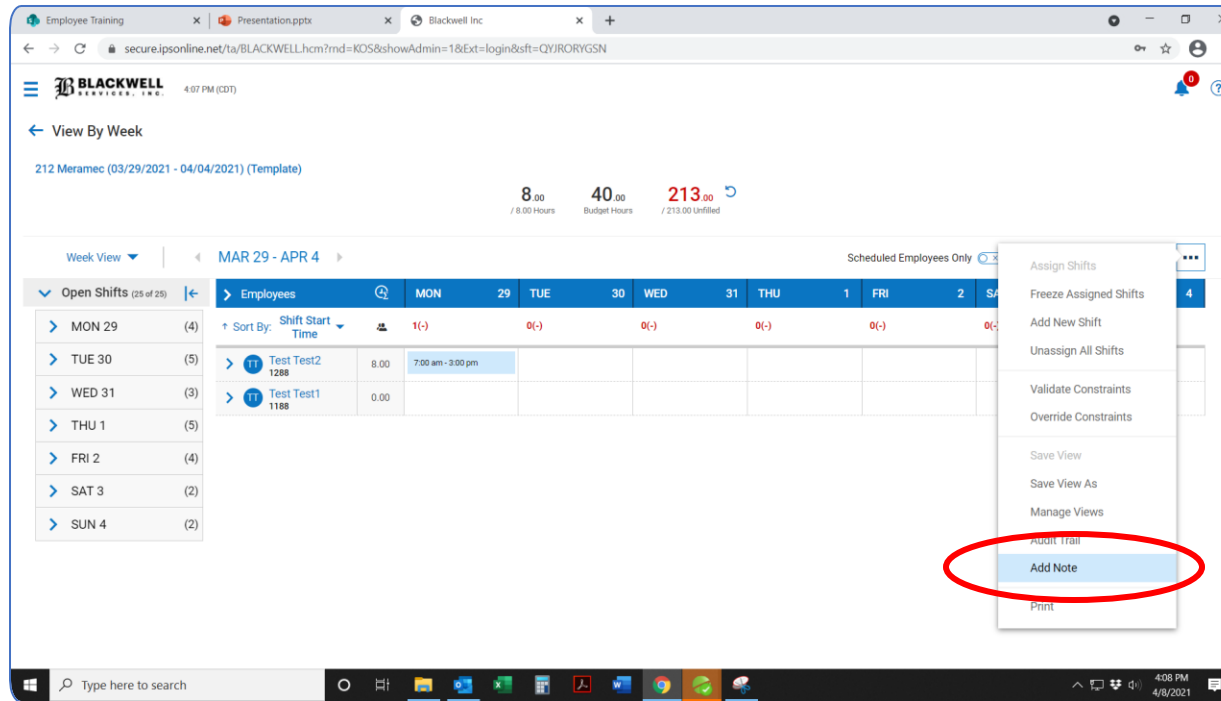 Employee Training
Presentation.pptx
Blackwell Inc
secure.ipsonline.net/ta/BLACKWELL.hcm?rnd=KOS&showAdmin=1&Ext=login&sft=QYJRORYGSN
BLACKWELL
SERVICES, INC.
4:07 PM (CDT)
0
?
View By Week
212 Meramec (03/29/2021 - 04/04/2021) (Template)
8.00
/ 8.00 Hours
40.00
Budget Hours
213.00
/ 213.00 Unfilled
Week View
MAR 29 - APR 4
Scheduled Employees Only
Open Shifts (25 of 25)
Employees
MON 29
TUE 30
WED 31
THU 1
FRI 2
SA
4
MON 29 (4)
TUE 30 (5)
WED 31 (3)
THU 1 (5)
FRI 2 (4)
SAT 3 (2)
SUN 4 (2)
↑ Sort By: Shift Start
Time
1(-)
0(-)
0(-)
0(-)
0(-)
0(-)
TT
Test Test2
1288
8.00
7:00 am - 3:00 pm
TT
Test Test1
1188
0.00
Assign Shifts
Freeze Assigned Shifts
Add New Shift
Unassign All Shifts
Validate Constraints
Override Constraints
Save View
Save View As
Manage Views
Audit Trail
Add Note
Print
Type here to search
4:08 PM
4/8/2021